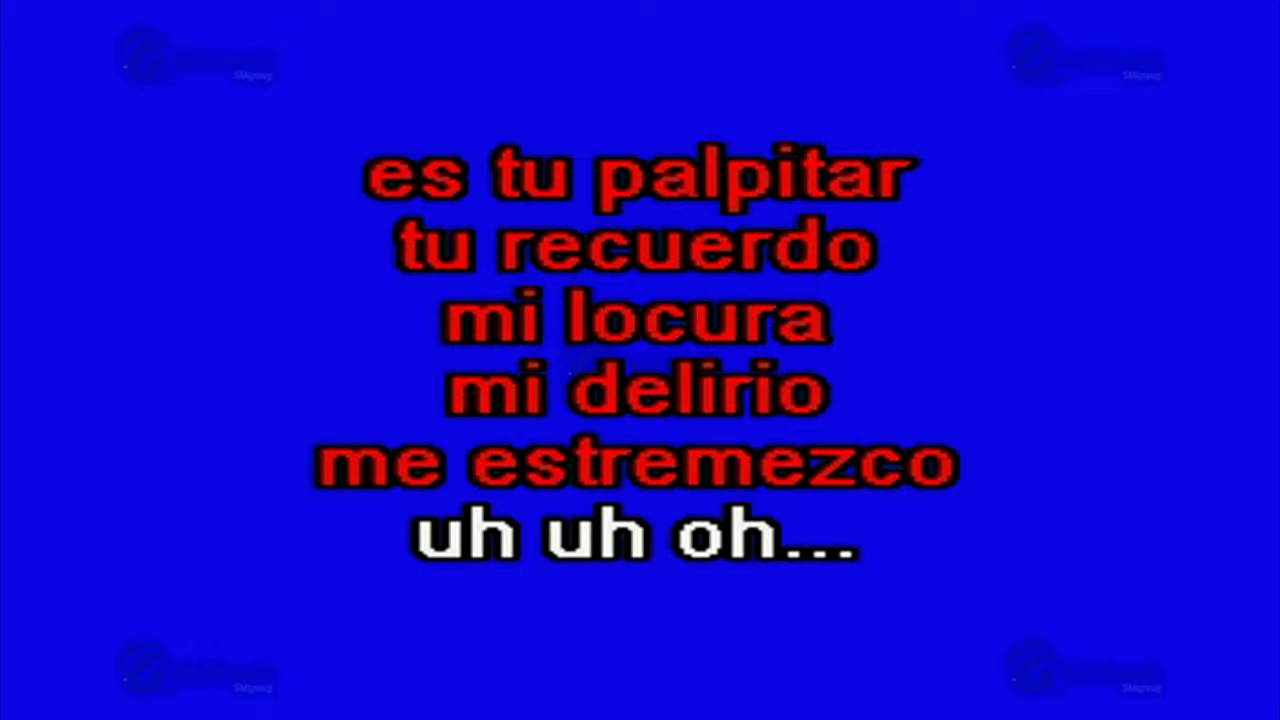 es tu palpitar
tu recuerdo
mi locura
mi delirio
me estremezco
uh uh oh...